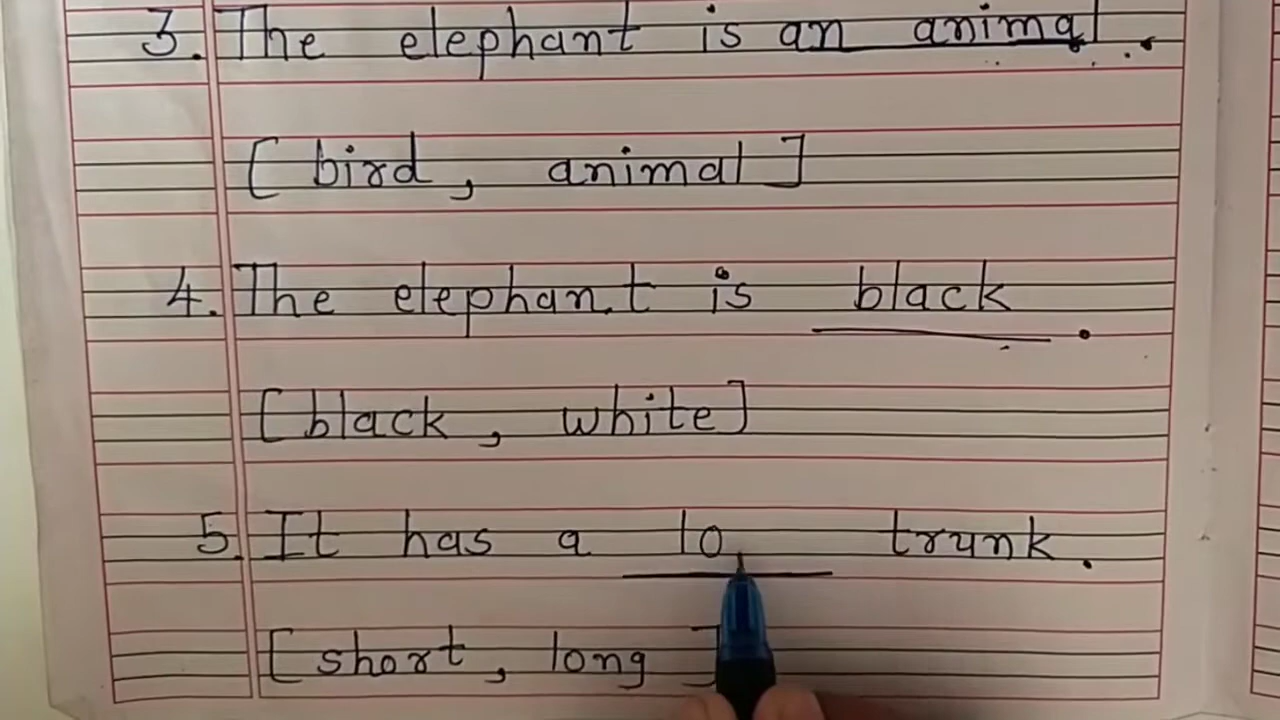 3. The elephant is an animal.
[ bird, animal ]
4. The elephant is black.
[ black, white ]
5. It has a lo trunk.
[ short, long ]